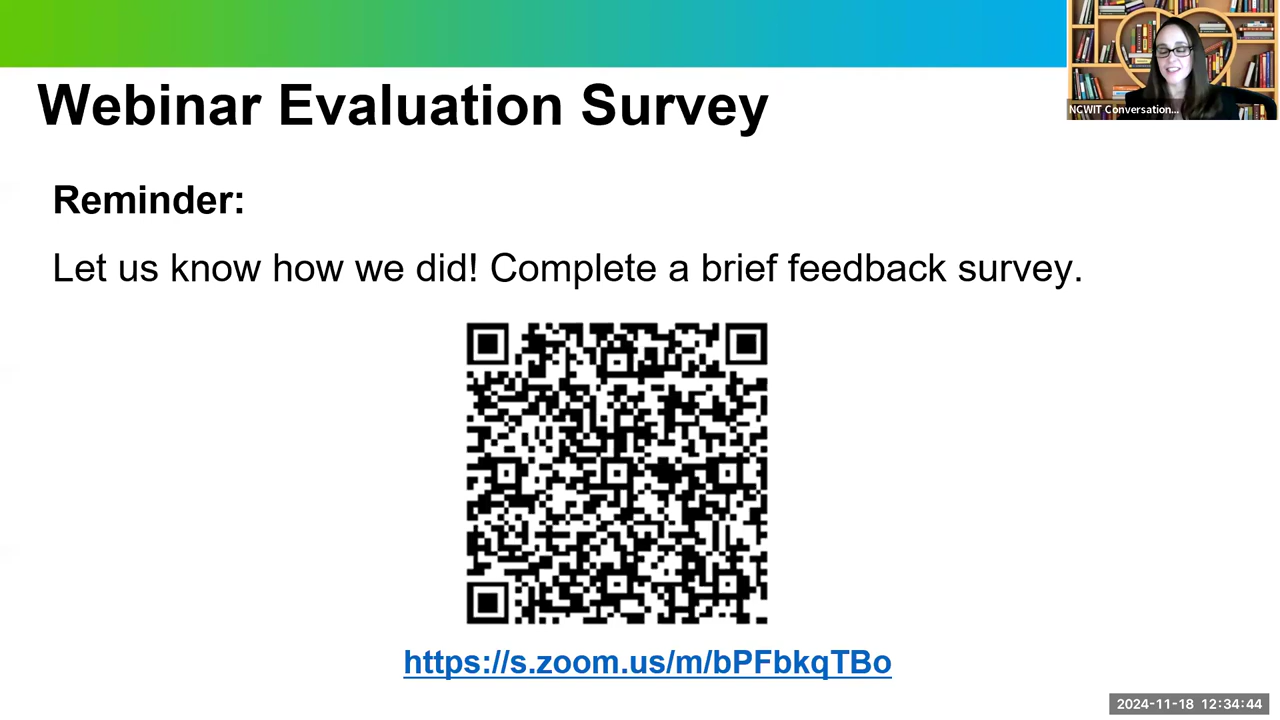 Webinar Evaluation Survey
NCWIT Conversation...
Reminder:
Let us know how we did! Complete a brief feedback survey.
https://s.zoom.us/m/bPFbkqTBo
2024-11-18 12:34:44